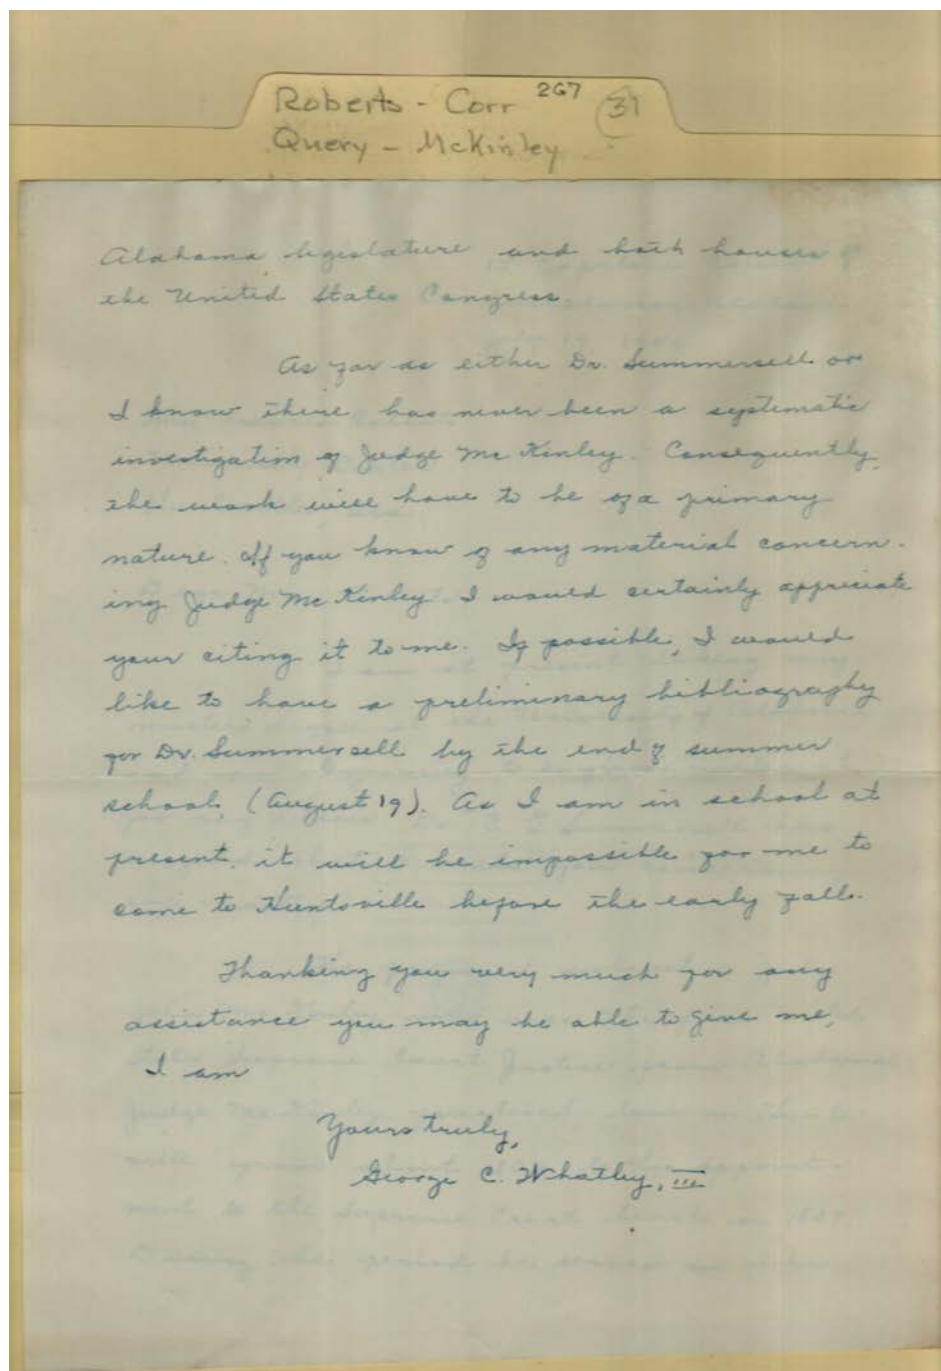 Roberts - Corr 267 37
Query - McKinley
Alabama legislature and both houses of
the United States Congress.
As far as either Dr. Summersell or
I know there has never been a systematic
investigation of Judge McKinley. Consequently,
the work will have to be of a primary
nature. If you know of any material concern-
ing Judge McKinley I would certainly appriciate
your citing it to me. If possible, I would
like to have a preliminary bibliography
for Dr. Summersell by the end of summer
school, (August 19). As I am in school at
present, it will be impossible for me to
come to Huntsville before the early fall.
Thanking you very much for any
assistance you may be able to give me,
I am
Yours truly,
George C. Whatley, III